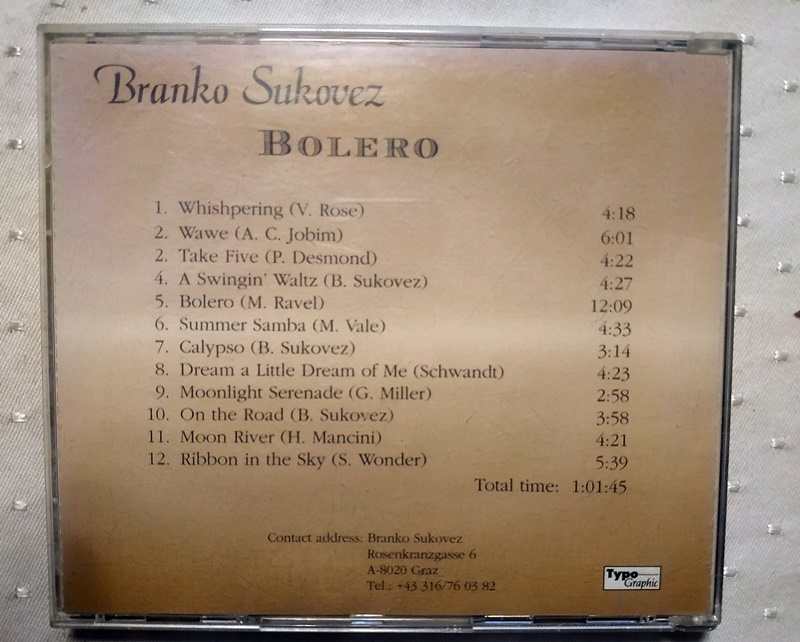 Branko Sukovez
BOLERO
1. Whishpering (V. Rose) 4:18
2. Wawe (A. C. Jobim) 6:01
2. Take Five (P. Desmond) 4:22
4. A Swingin' Waltz (B. Sukovez) 4:27
5. Bolero (M. Ravel) 12:09
6. Summer Samba (M. Vale) 4:33
7. Calypso (B. Sukovez) 3:14
8. Dream a Little Dream of Me (Schwandt) 4:23
9. Moonlight Serenade (G. Miller) 2:58
10. On the Road (B. Sukovez) 3:58
11. Moon River (H. Mancini) 4:21
12. Ribbon in the Sky (S. Wonder) 5:39
Total time: 1:01:45
Contact address: Branko Sukovez
Rosenkranzgasse 6
A-8020 Graz
Tel.: +43 316/76 03 82
Typo
Graphic